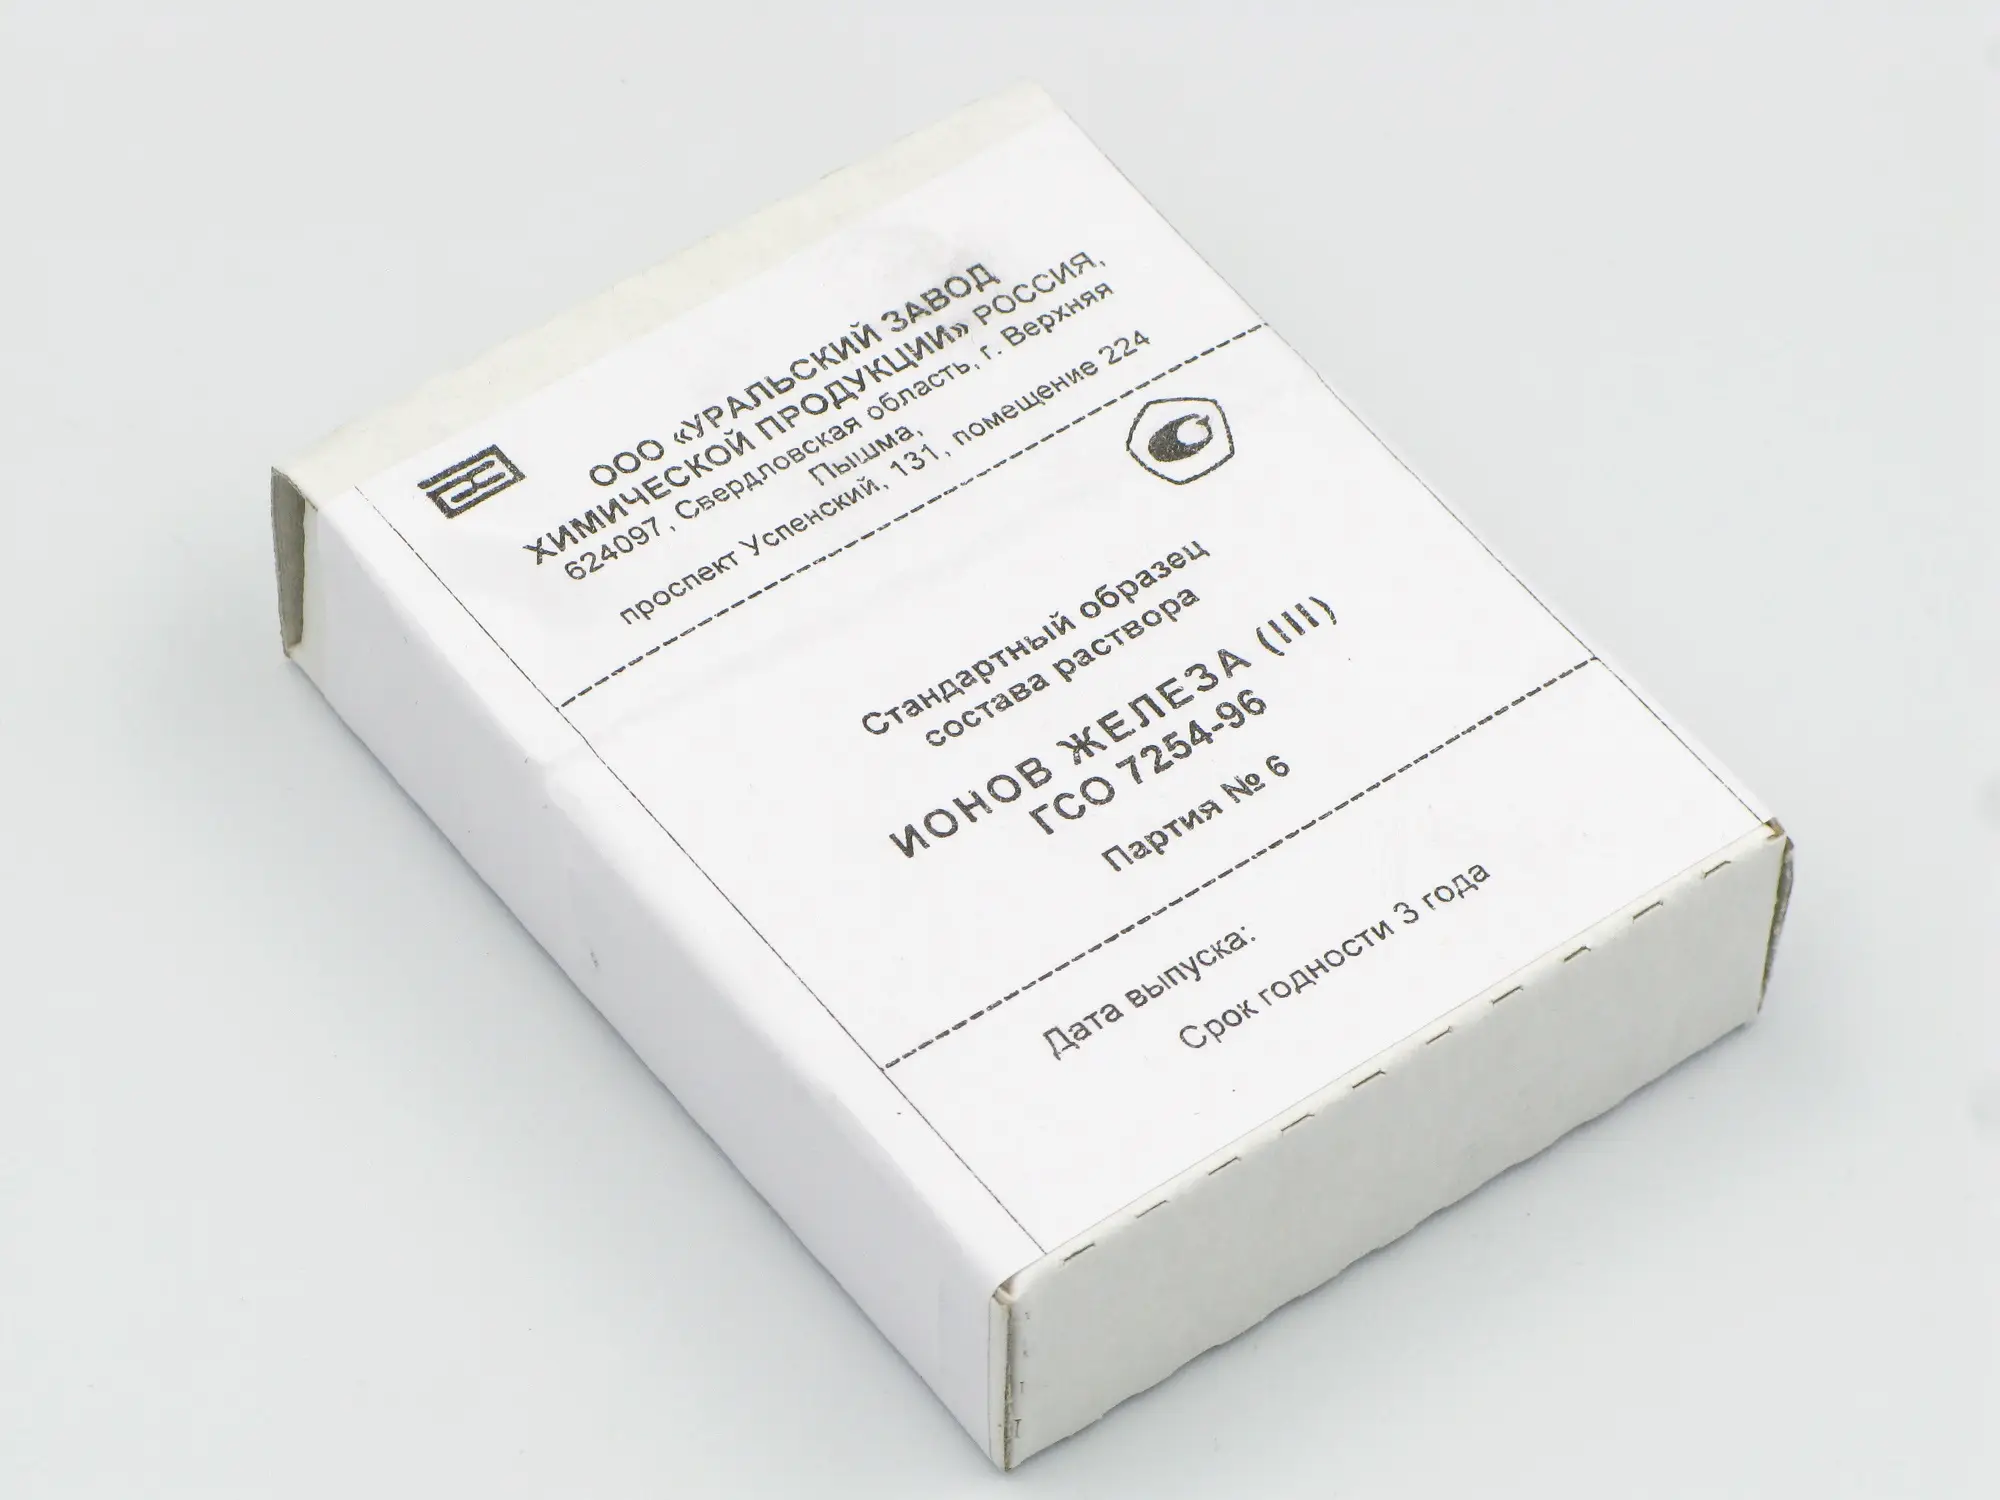 ООО «УРАЛЬСКИЙ ЗАВОД
ХИМИЧЕСКОЙ ПРОДУКЦИИ» РОССИЯ,
624097, Свердловская область, г. Верхняя
Пышма,
проспект Успенский, 131, помещение 224
Стандартный образец
состава раствора
ИОНОВ ЖЕЛЕЗА (III)
ГСО 7254-96
Партия № 6
Дата выпуска:
Срок годности 3 года